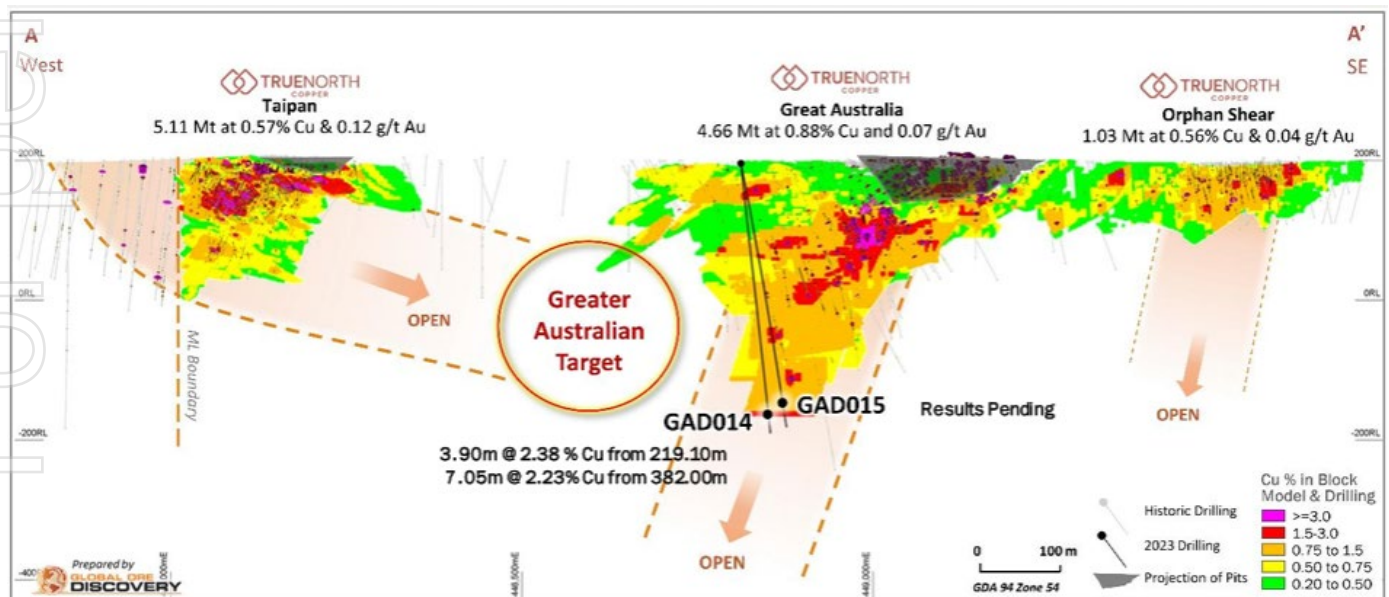 A
West
A'
SE
TRUENORTH
COPPER
Taipan
5.11 Mt at 0.57% Cu & 0.12 g/t Au
TRUENORTH
COPPER
Great Australia
4.66 Mt at 0.88% Cu and 0.07 g/t Au
TRUENORTH
COPPER
Orphan Shear
1.03 Mt at 0.56% Cu & 0.04 g/t Au
200RL
200RL
0RL
0RL
OPEN
Greater
Australian
Target
ML Boundary
GAD014
GAD015
Results Pending
OPEN
-200RL
-200RL
3.90m @ 2.38 % Cu from 219.10m
7.05m @ 2.23% Cu from 382.00m
OPEN
Historic Drilling
2023 Drilling
Projection of Pits
Cu % in Block
Model & Drilling
>=3.0
1.5-3.0
0.75 to 1.5
0.50 to 0.75
0.20 to 0.50
0 100 m
GDA 94 Zone 54
Prepared by
GLOBAL ORE
DISCOVERY